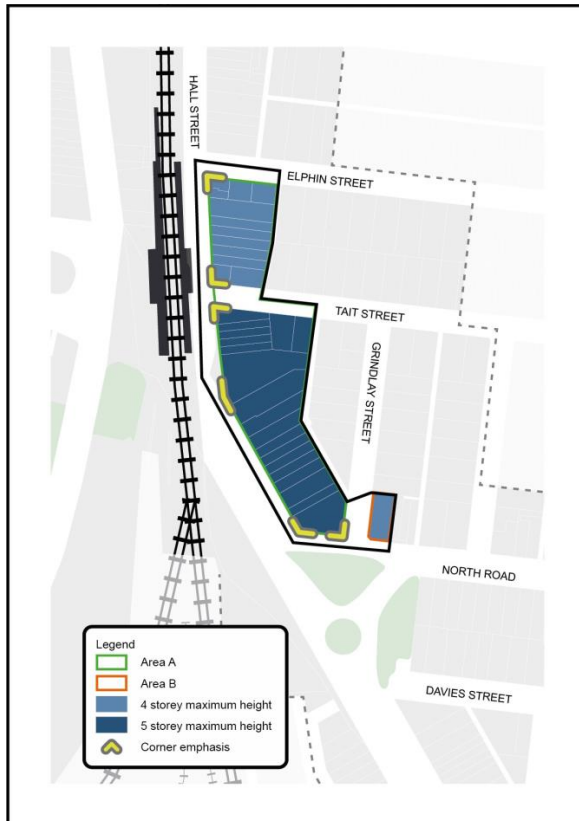 HALL STREET
ELPHIN STREET
TAIT STREET
GRINDLAY STREET
NORTH ROAD
DAVIES STREET
Legend
Area A
Area B
4 storey maximum height
5 storey maximum height
Corner emphasis